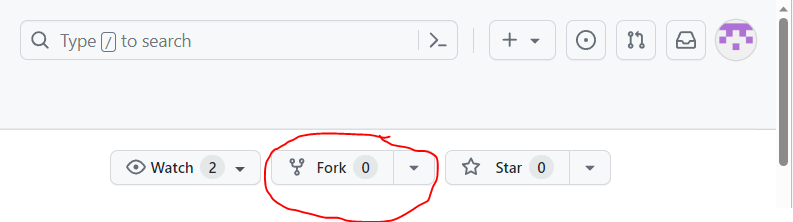 Type / to search
Watch 2 Fork 0 Star 0